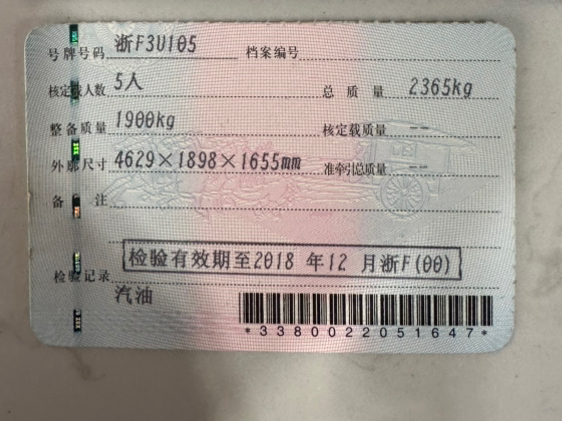 号牌号码 浙F3U105 档案编号
核定载人数 5人 总质量 2365kg
整备质量 1900kg 核定载质量 --
外廓尺寸 4629×1898×1655mm 准牵引总质量 --
备注
检验有效期至2018 年12 月浙F(00)
检验记录
汽油
*3380022051647*